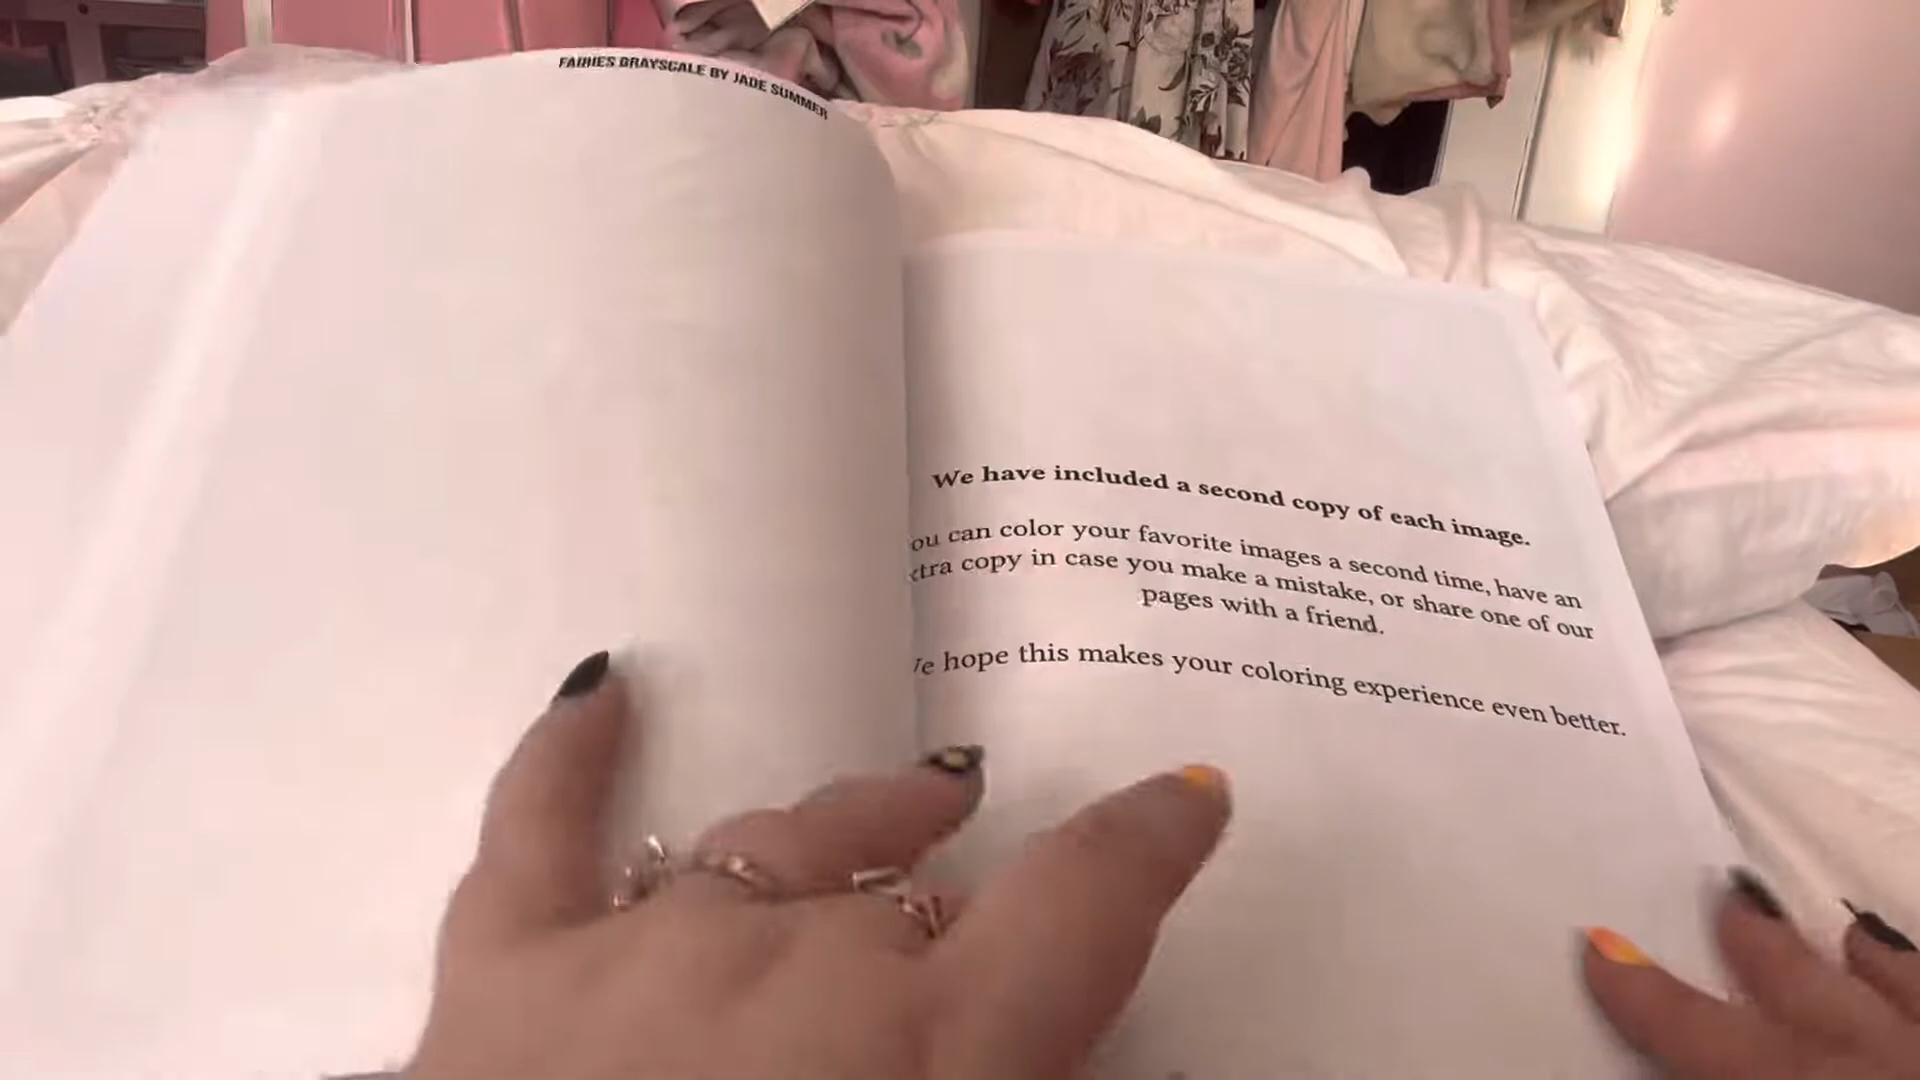 FAIRIES GRAYSCALE BY JADE SUMMER
We have included a second copy of each image.
ou can color your favorite images a second time, have an
tra copy in case you make a mistake, or share one of our
pages with a friend.
e hope this makes your coloring experience even better.